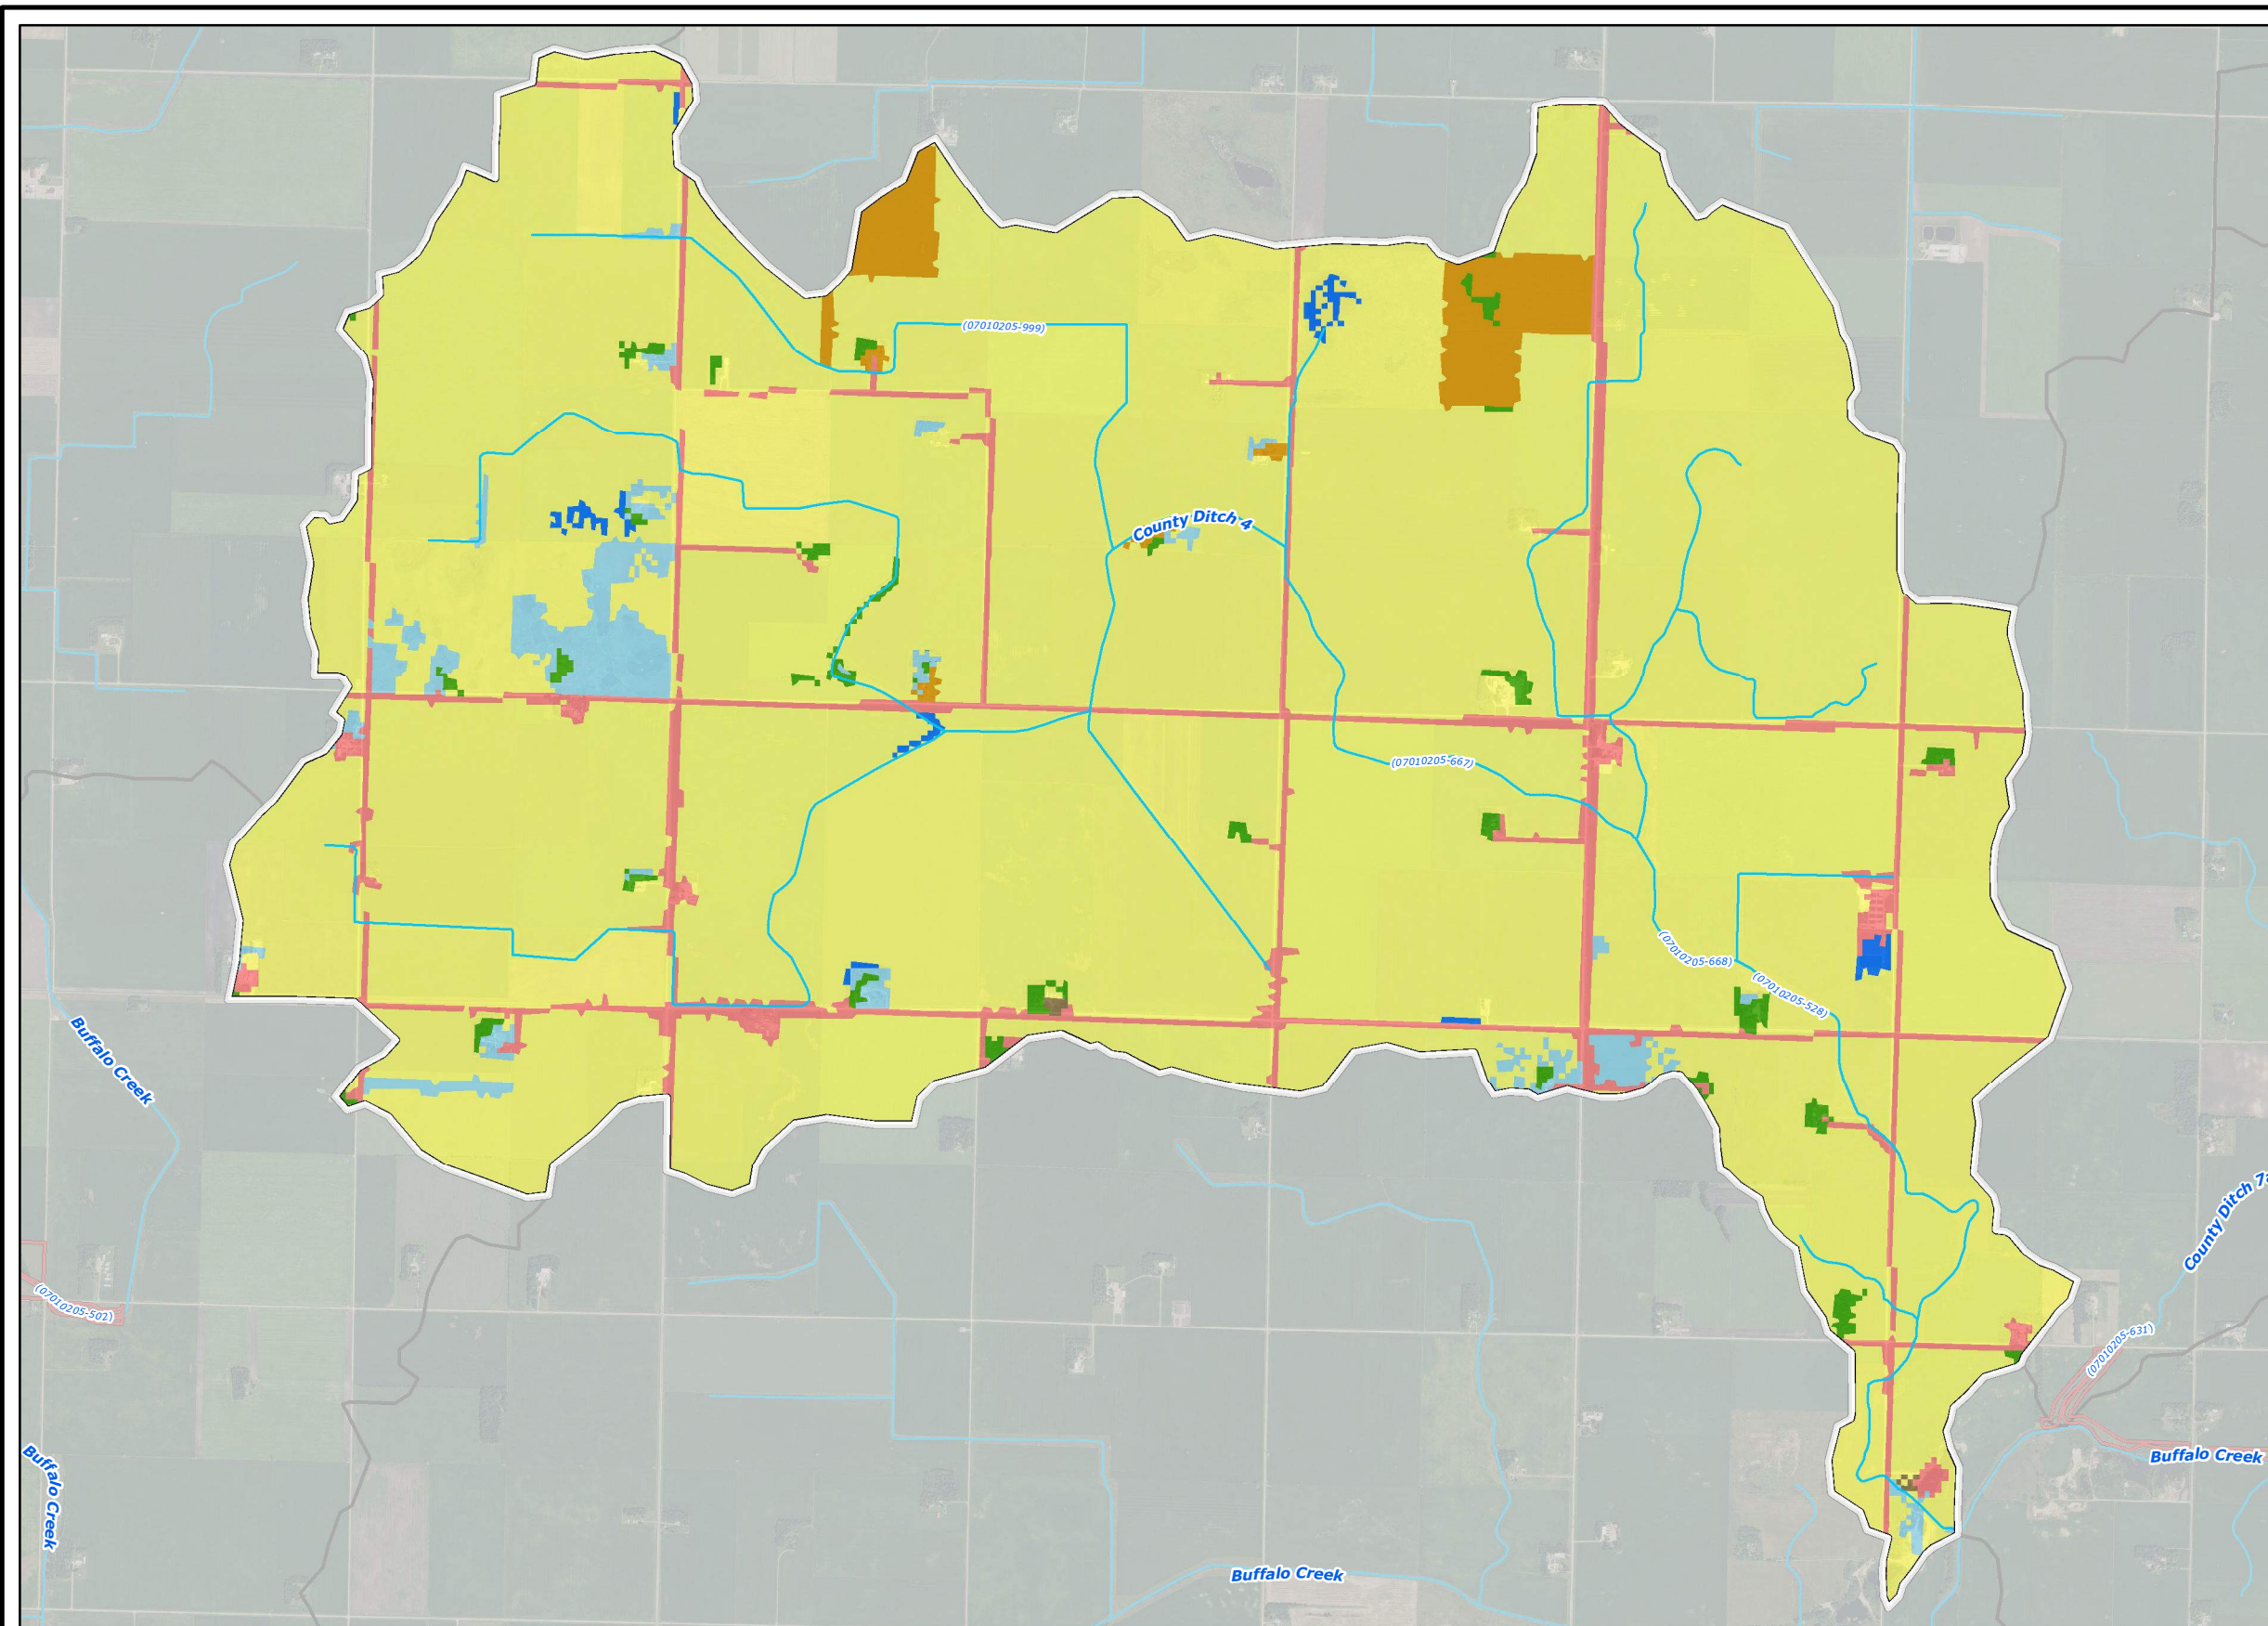 (07010205-999)
County Ditch 4
(07010205-667)
(07010205-668)
(07010205-528)
Buffalo Creek
County Ditch 7
(07010205-502)
(07010205-631)
Buffalo Creek
Buffalo Creek
Buffalo Creek